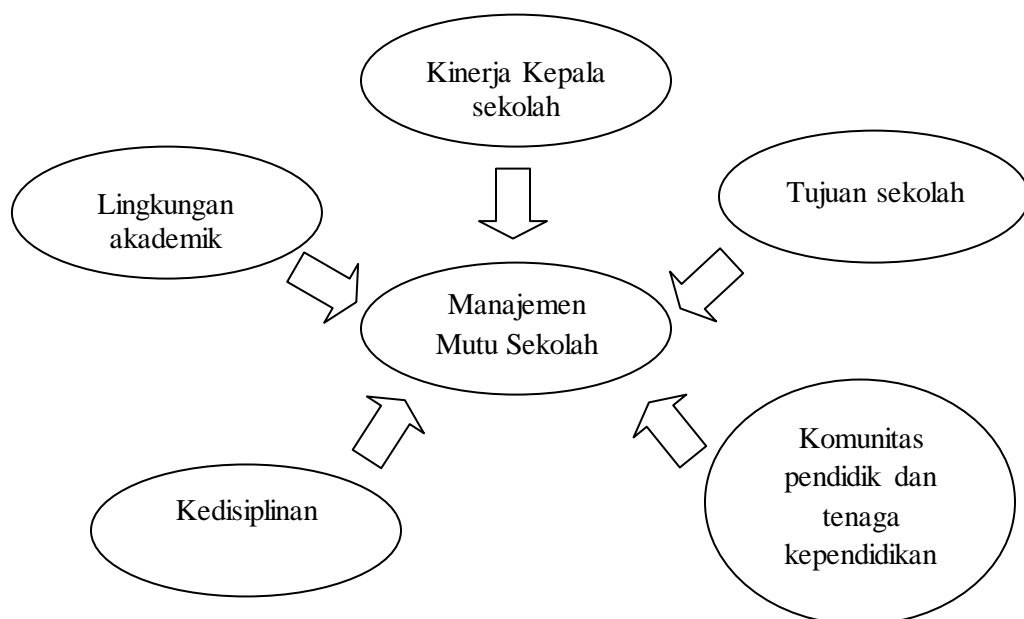 Kinerja Kepala
sekolah
Tujuan sekolah
Lingkungan
akademik
Manajemen
Mutu Sekolah
Komunitas
pendidik dan
tenaga
kependidikan
Kedisiplinan